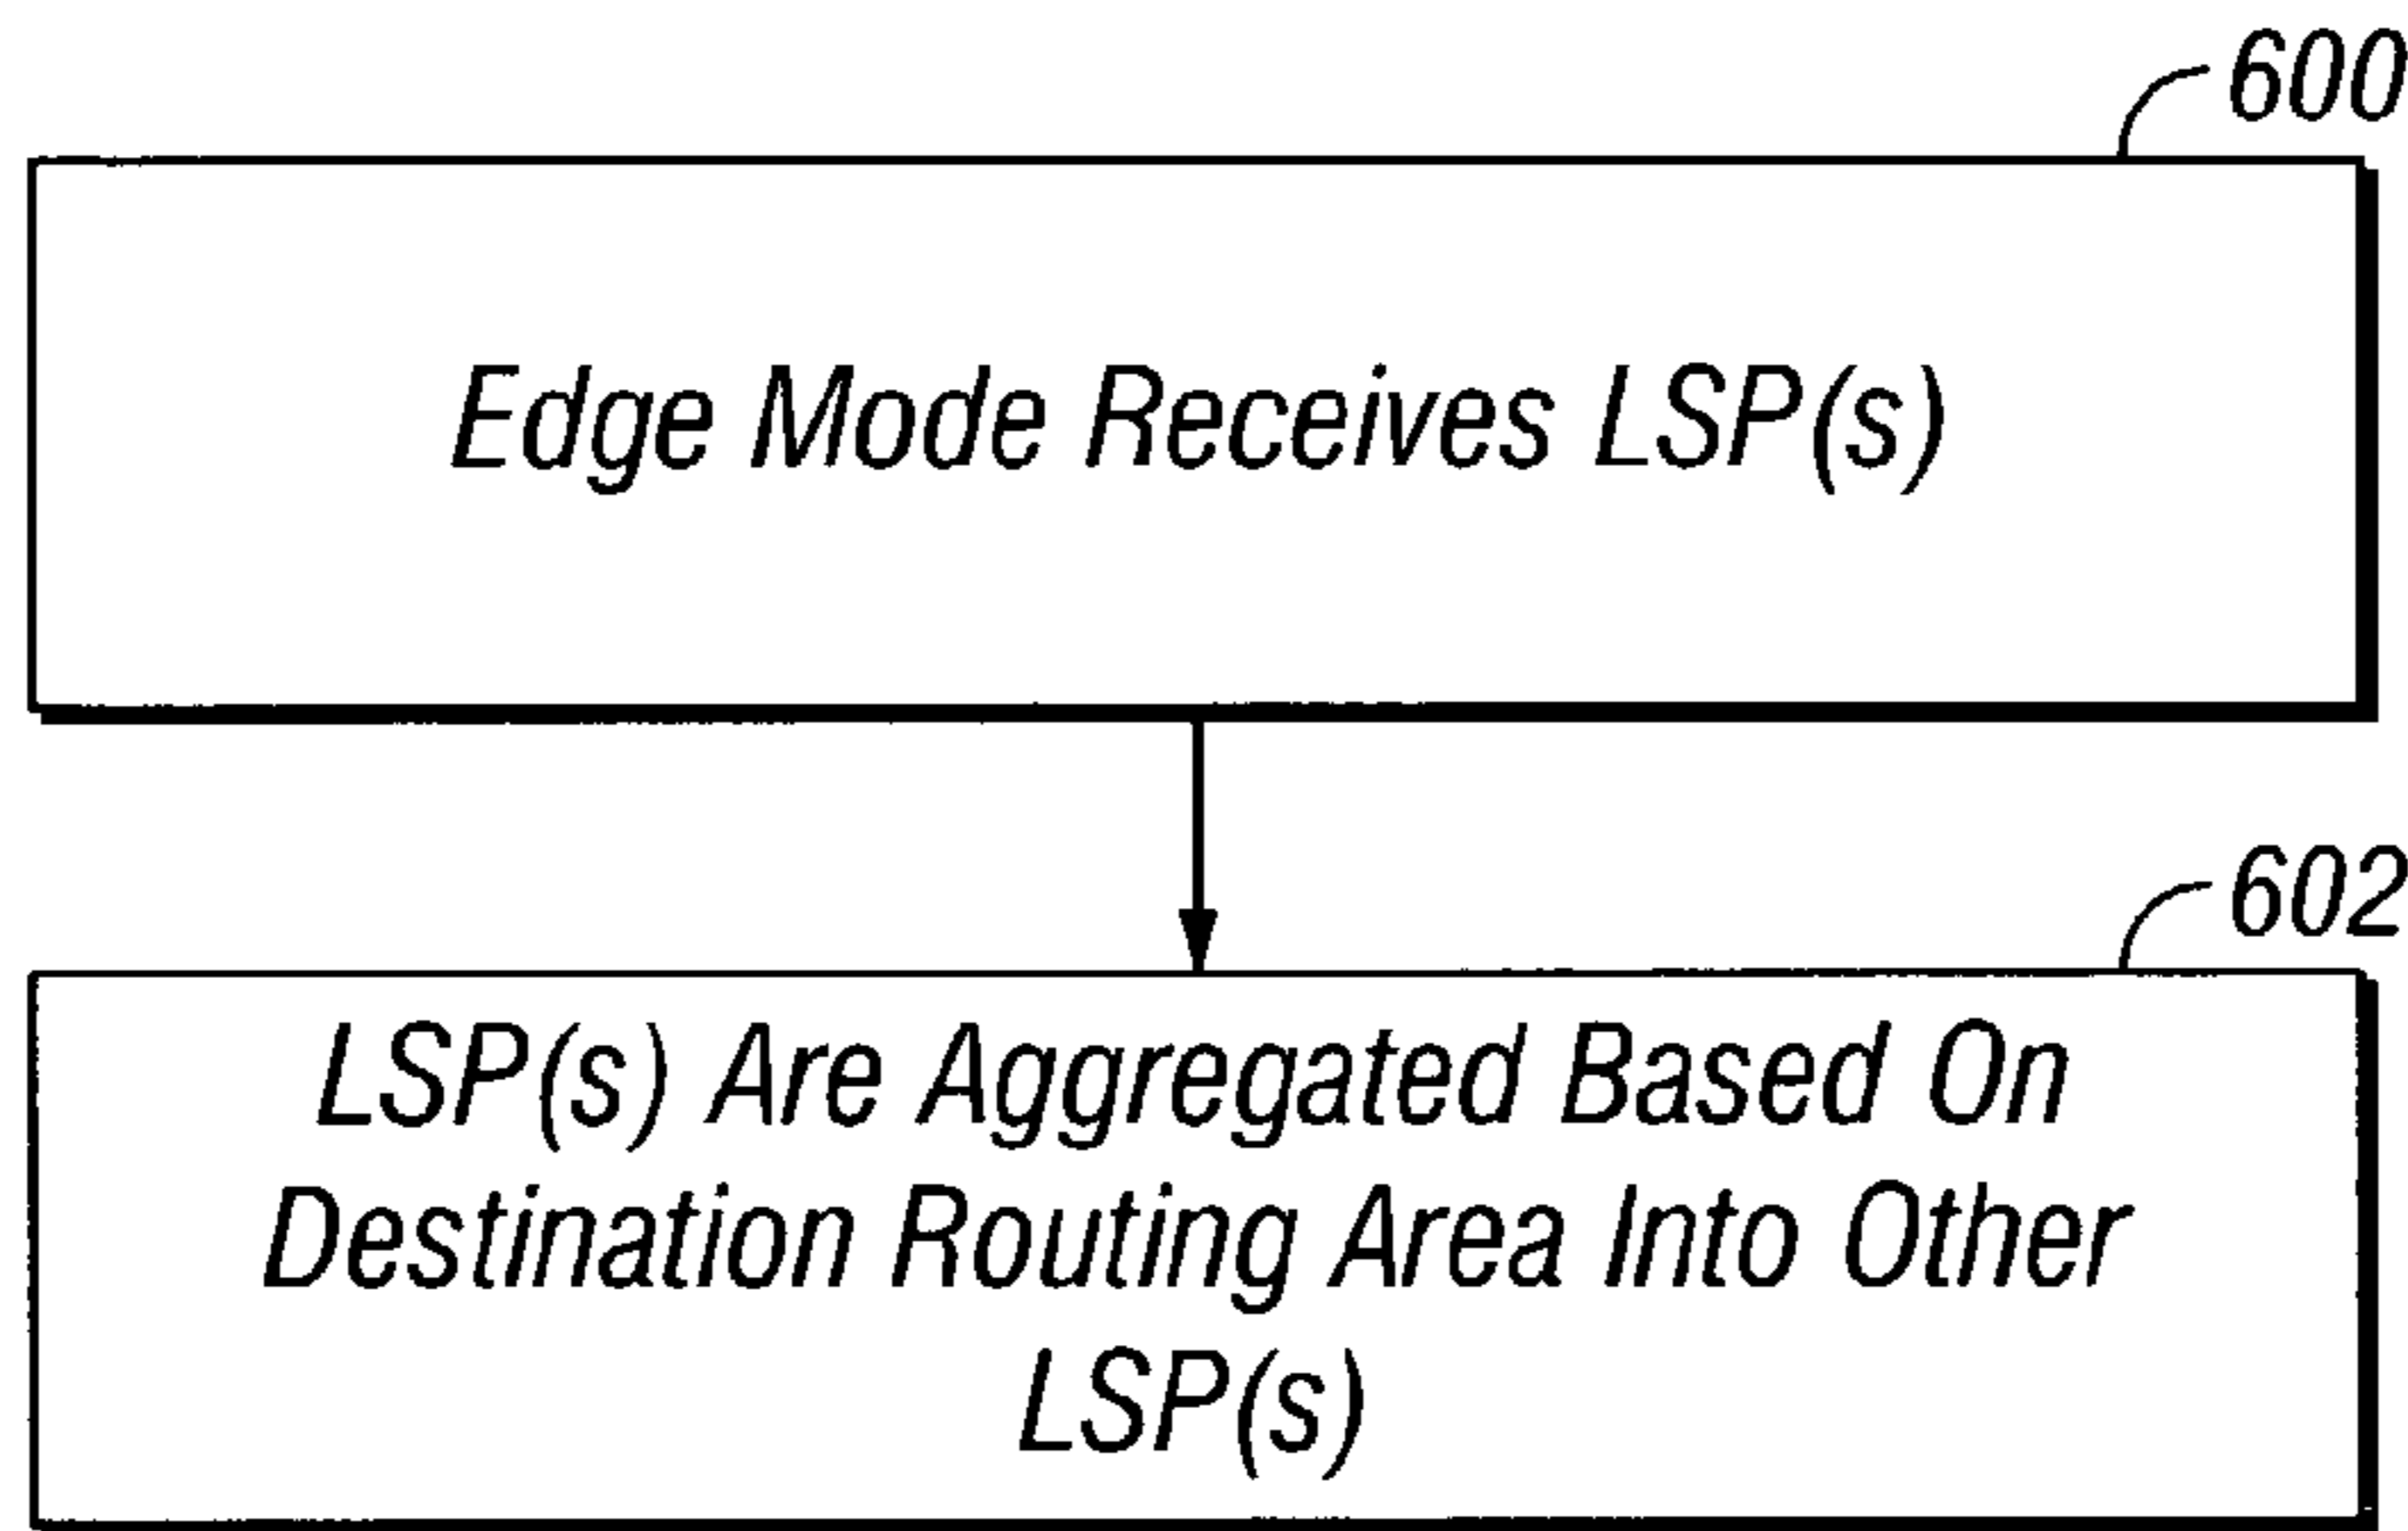 600
Edge Mode Receives LSP(s)
602
LSP(s) Are Aggregated Based On
Destination Routing Area Into Other
LSP(s)